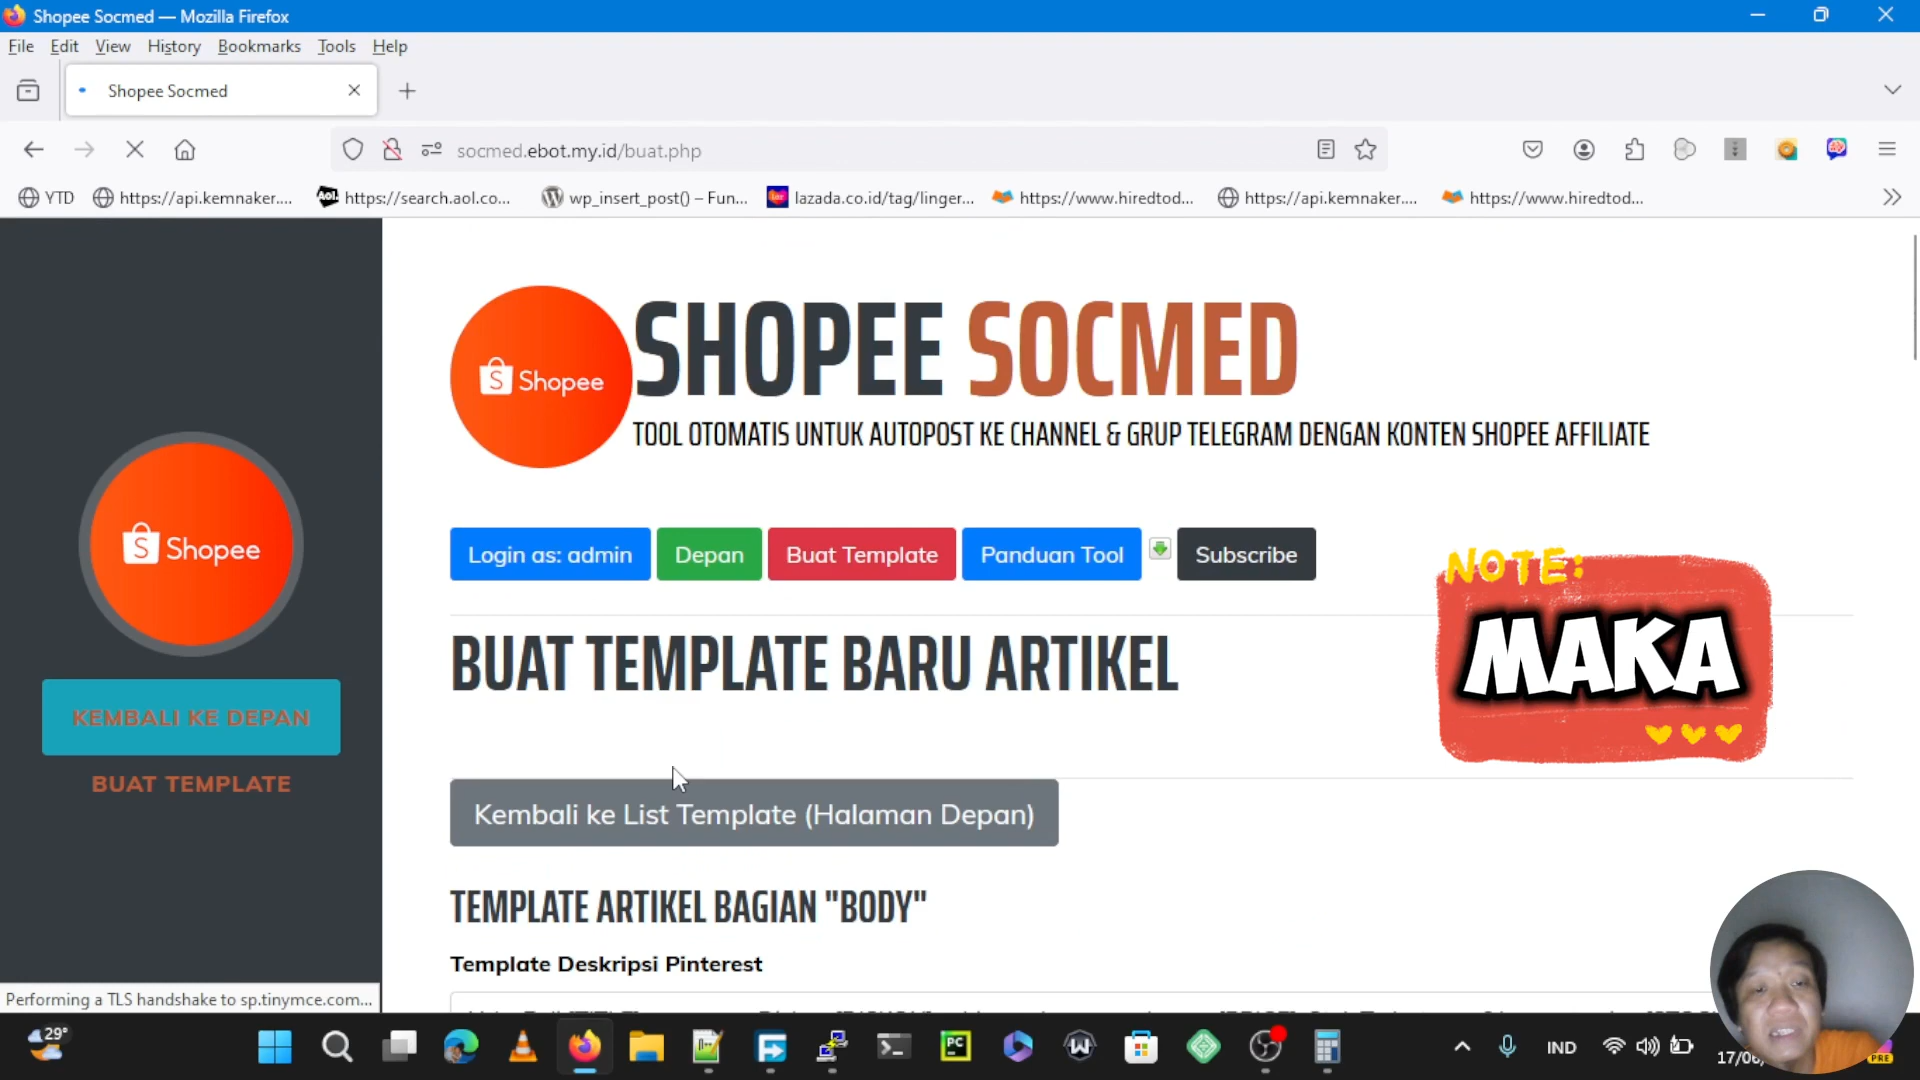 Shopee Socmed — Mozilla Firefox
File Edit View History Bookmarks Tools Help
Shopee Socmed
socmed.ebot.my.id/buat.php
YTD https://api.kemnaker.... Aol. https://search.aol.co... wp_insert_post() – Fun... lazada.co.id/tag/linger... https://www.hiredtod... https://api.kemnaker.... https://www.hiredtod...
S Shopee
SHOPEE SOCMED
TOOL OTOMATIS UNTUK AUTOPOST KE CHANNEL & GRUP TELEGRAM DENGAN KONTEN SHOPEE AFFILIATE
S Shopee
KEMBALI KE DEPAN
BUAT TEMPLATE
Login as: admin Depan Buat Template Panduan Tool Subscribe
NOTE:
MAKA
BUAT TEMPLATE BARU ARTIKEL
Kembali ke List Template (Halaman Depan)
TEMPLATE ARTIKEL BAGIAN "BODY"
Template Deskripsi Pinterest
Performing a TLS handshake to sp.tinymce.com...
29°
PC
IND
17/06/
PRE